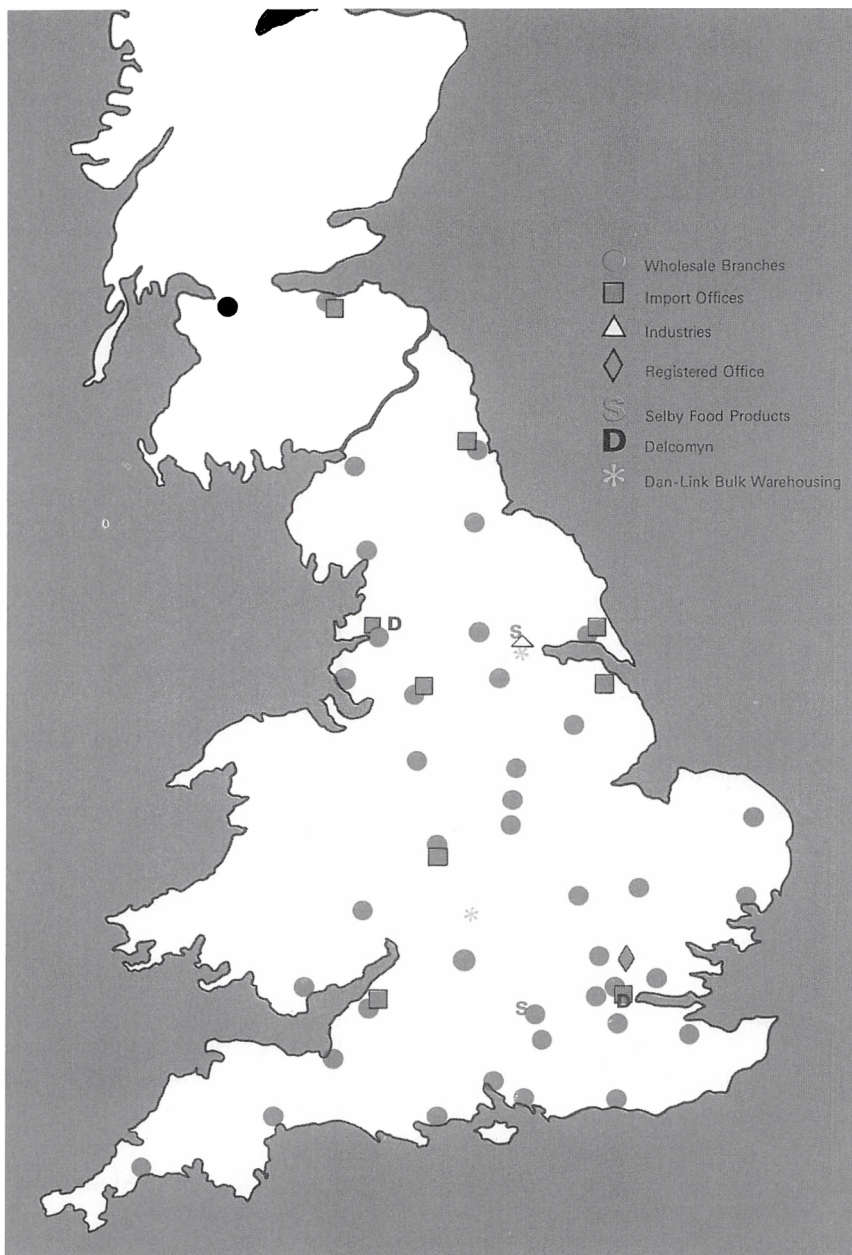 Wholesale Branches
Import Offices
Industries
Registered Office
S Selby Food Products
D Delcomyn
* Dan-Link Bulk Warehousing
D
S
*
*
S
D